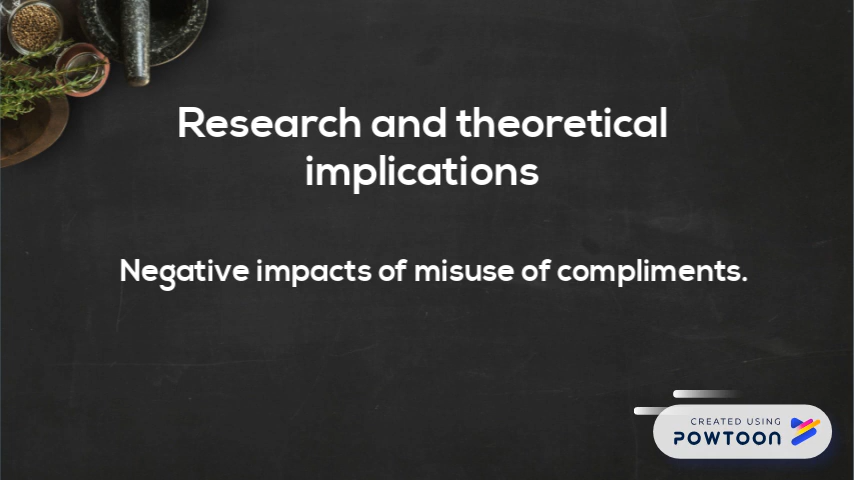 Research and theoretical
implications
Negative impacts of misuse of compliments.
CREATED USING
POWTOON